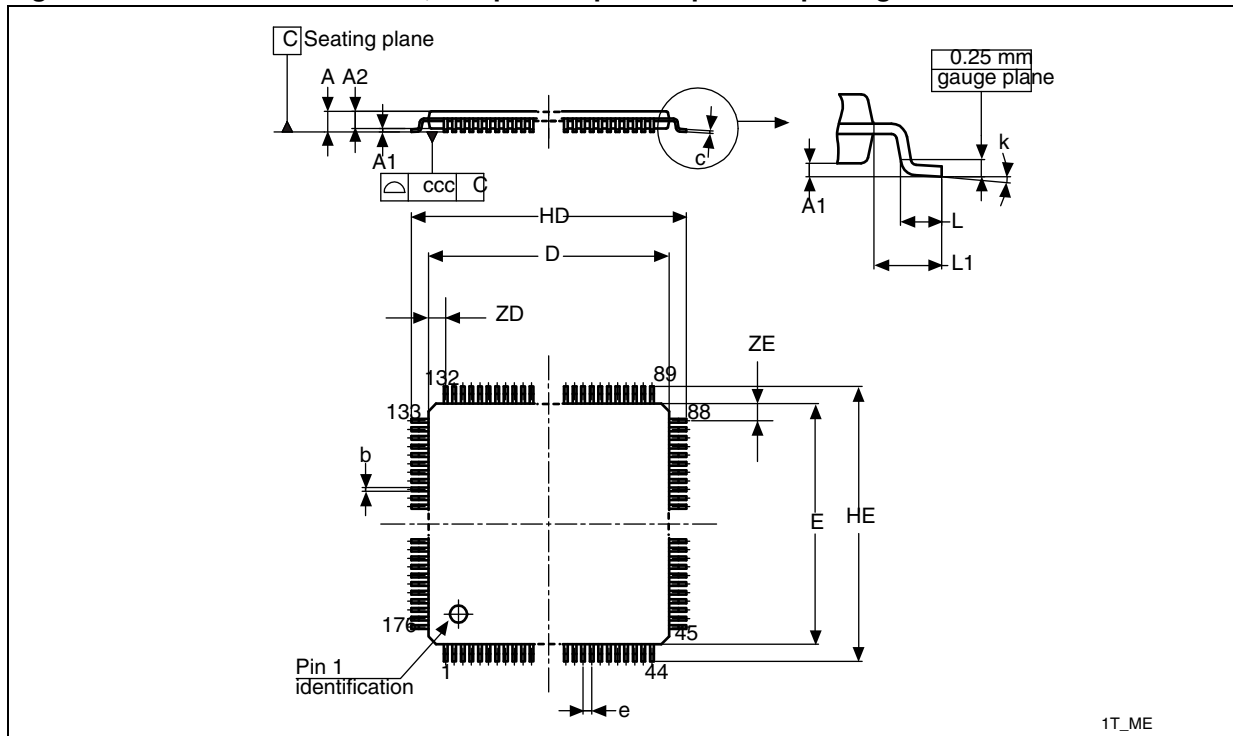 C Seating plane
0.25 mm
gauge plane
A A2
k
c
A1
A1
ccc C
L
HD
L1
D
ZD
ZE
132 89
133 88
b
E HE
176 45
Pin 1
identification
1 44
e
1T_ME